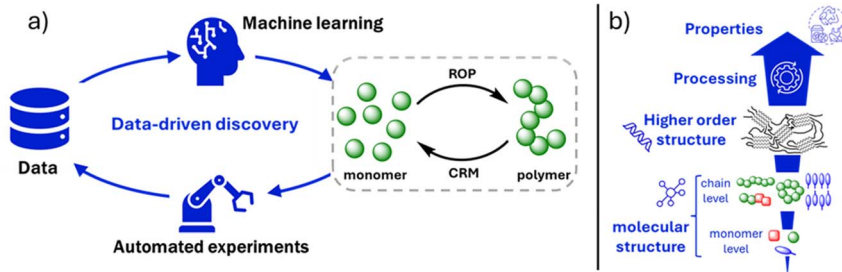 a)
Machine learning
Data-driven discovery
Data
Automated experiments
ROP
CRM
monomer
polymer
b)
Properties
Processing
Higher order
structure
chain
level
molecular
structure
monomer
level